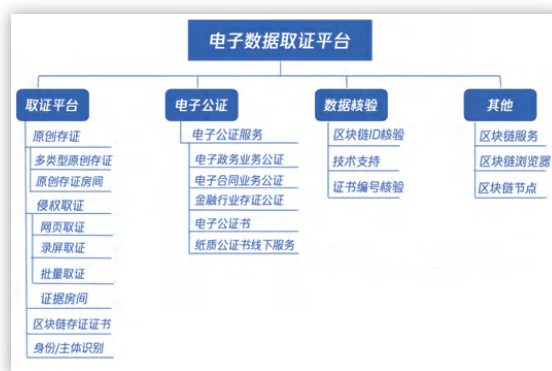 电子数据取证平台
取证平台
原创存证
多类型原创存证
原创存证房间
侵权取证
网页取证
录屏取证
批量取证
证据房间
区块链存证证书
身份/主体识别
电子公证
电子公证服务
电子政务业务公证
电子合同业务公证
金融行业存证公证
电子公证书
纸质公证书线下服务
数据核验
区块链ID核验
技术支持
证书编号核验
其他
区块链服务
区块链浏览器
区块链节点